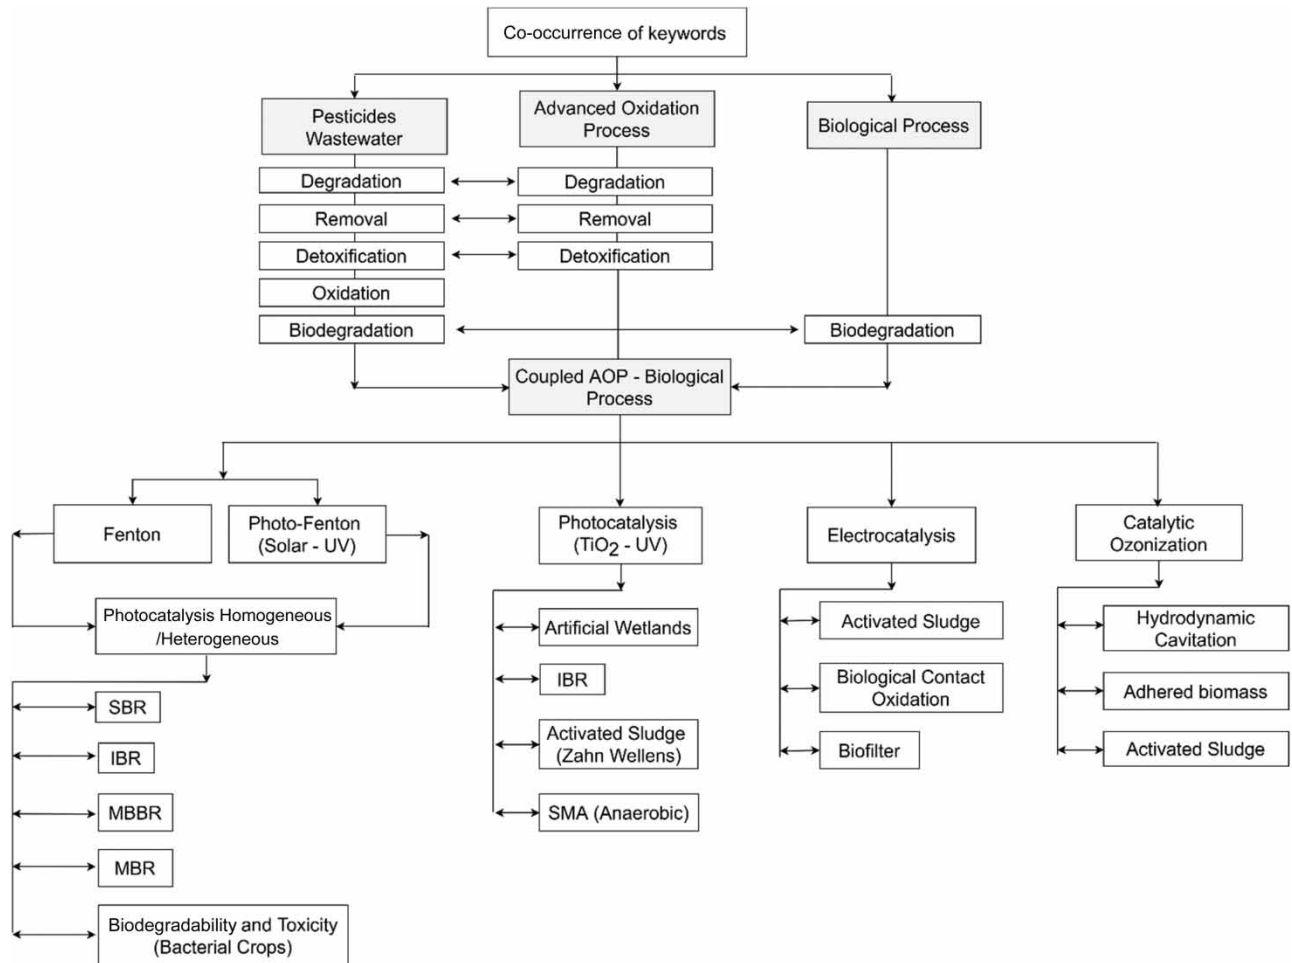 Co-occurrence of keywords
Pesticides
Wastewater
Advanced Oxidation
Process
Biological Process
Degradation
Degradation
Removal
Removal
Detoxification
Detoxification
Oxidation
Biodegradation
Biodegradation
Coupled AOP - Biological
Process
Fenton
Photo-Fenton
(Solar - UV)
Photocatalysis
(TiO2 - UV)
Electrocatalysis
Catalytic
Ozonization
Photocatalysis Homogeneous
/Heterogeneous
SBR
IBR
MBBR
MBR
Biodegradability and Toxicity
(Bacterial Crops)
Artificial Wetlands
IBR
Activated Sludge
(Zahn Wellens)
SMA (Anaerobic)
Activated Sludge
Biological Contact
Oxidation
Biofilter
Hydrodynamic
Cavitation
Adhered biomass
Activated Sludge